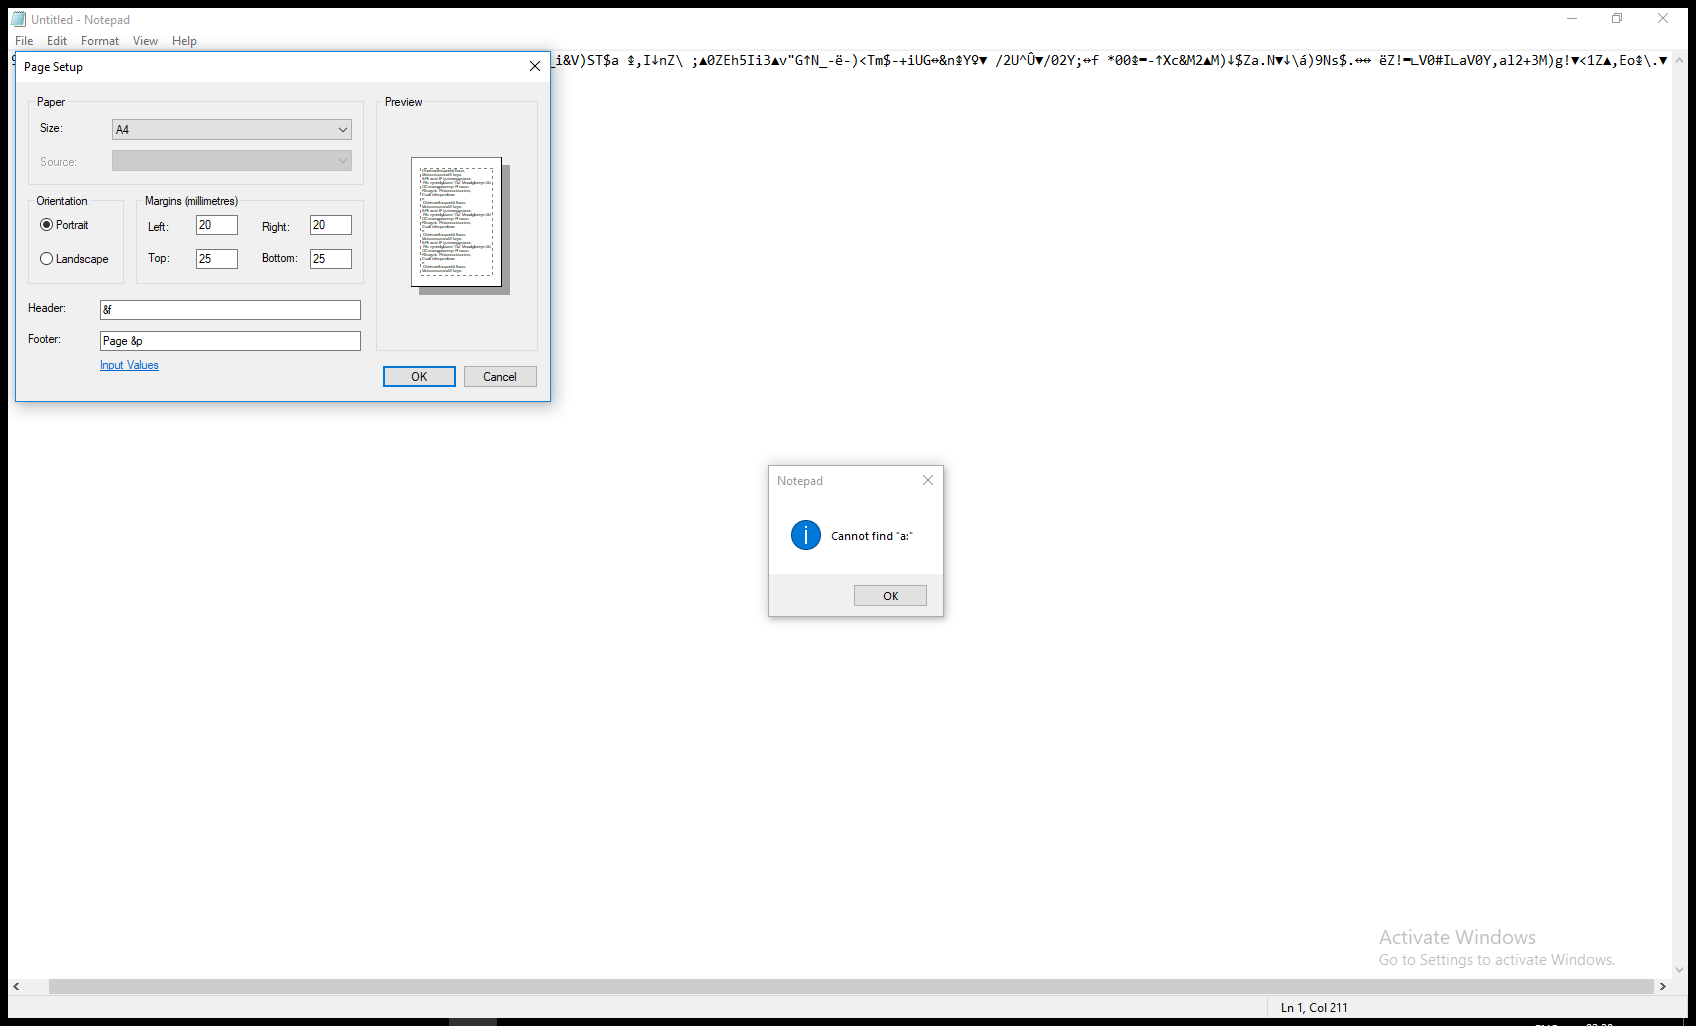 Untitled - Notepad
File Edit Format View Help
_i&V)ST$a ↨,I↓nZ\ ;▲0ZEh5Ii3▲v"G↑N_-ë-)<Tm$-+iUG↔&n↨Y♀▼ /2U^Û▼/02Y;↔f *00↨▬-↑Xc&M2▲M)↓$Za.N▼↓\á)9Ns$.↔↔ ëZ!▬∟V0#I∟aV0Y,al2+3M)g!▼<1Z▲,Eo↨\.▼
Page Setup
Paper
Size: A4
Source:
Orientation
Portrait
Landscape
Margins (millimetres)
Left: 20 Right: 20
Top: 25 Bottom: 25
Header: &f
Footer: Page &p
Input Values
Preview
OK Cancel
Notepad
Cannot find "a:"
OK
Activate Windows
Go to Settings to activate Windows.
Ln 1, Col 211